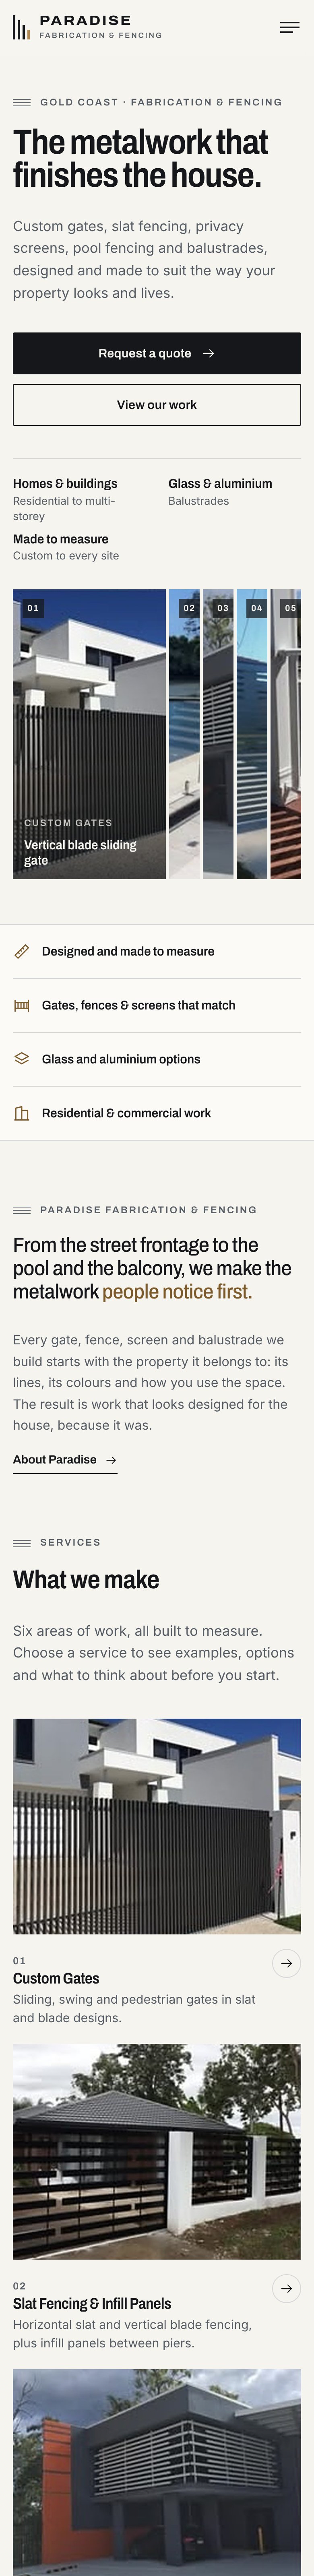 PARADISE
FABRICATION & FENCING
GOLD COAST · FABRICATION & FENCING
The metalwork that
finishes the house.
Custom gates, slat fencing, privacy
screens, pool fencing and balustrades,
designed and made to suit the way your
property looks and lives.
Request a quote →
View our work
Homes & buildings
Residential to multi-
storey
Glass & aluminium
Balustrades
Made to measure
Custom to every site
01
02
03
04
05
CUSTOM GATES
Vertical blade sliding
gate
Designed and made to measure
Gates, fences & screens that match
Glass and aluminium options
Residential & commercial work
PARADISE FABRICATION & FENCING
From the street frontage to the
pool and the balcony, we make the
metalwork people notice first.
Every gate, fence, screen and balustrade we
build starts with the property it belongs to: its
lines, its colours and how you use the space.
The result is work that looks designed for the
house, because it was.
About Paradise →
SERVICES
What we make
Six areas of work, all built to measure.
Choose a service to see examples, options
and what to think about before you start.
01
Custom Gates
Sliding, swing and pedestrian gates in slat
and blade designs.
02
Slat Fencing & Infill Panels
Horizontal slat and vertical blade fencing,
plus infill panels between piers.